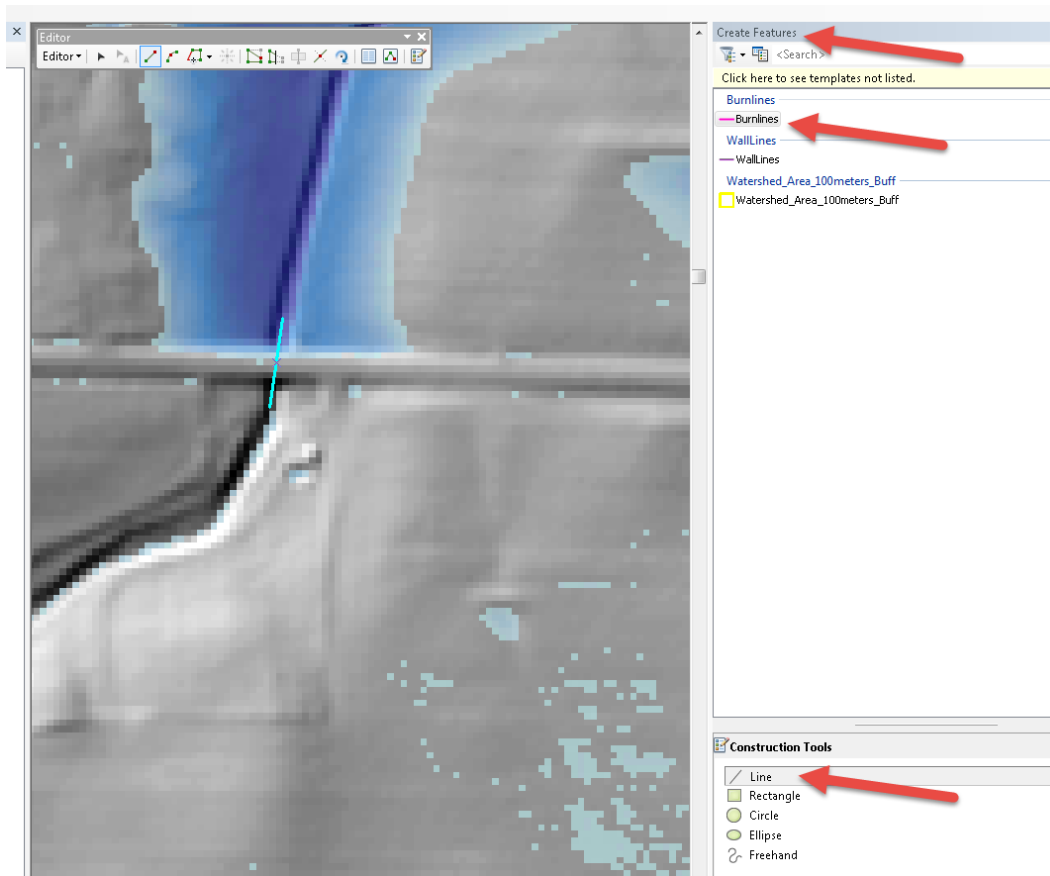 Editor
Editor
Create Features
<Search>
Click here to see templates not listed.
Burnlines
Burnlines
WallLines
WallLines
Watershed_Area_100meters_Buff
Watershed_Area_100meters_Buff
Construction Tools
Line
Rectangle
Circle
Ellipse
Freehand